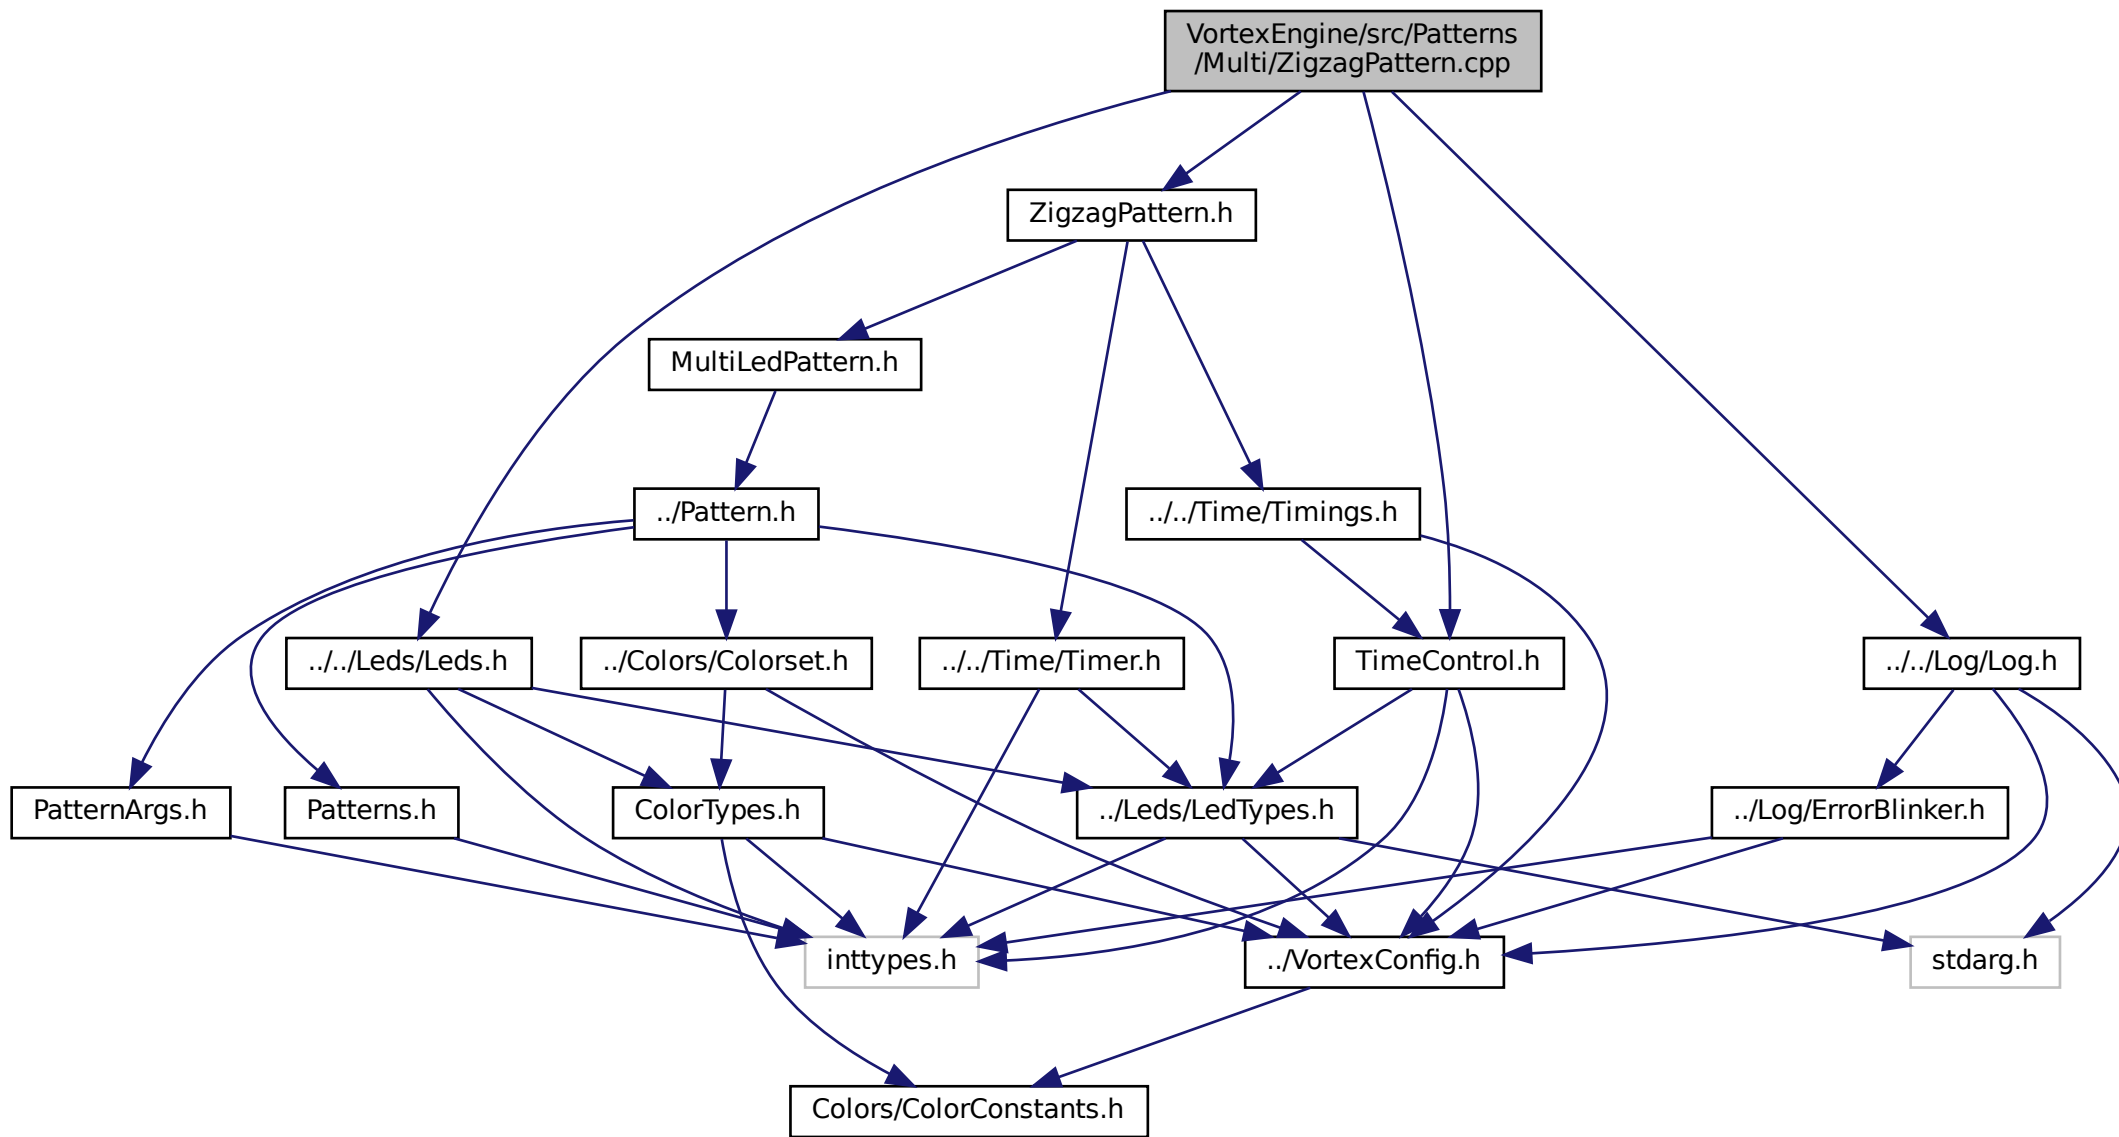 VortexEngine/src/Patterns
/Multi/ZigzagPattern.cpp
ZigzagPattern.h
MultiLedPattern.h
../Pattern.h
../../Time/Timings.h
../../Leds/Leds.h
../Colors/Colorset.h
../../Time/Timer.h
TimeControl.h
../../Log/Log.h
PatternArgs.h
Patterns.h
ColorTypes.h
../Leds/LedTypes.h
../Log/ErrorBlinker.h
inttypes.h
../VortexConfig.h
stdarg.h
Colors/ColorConstants.h